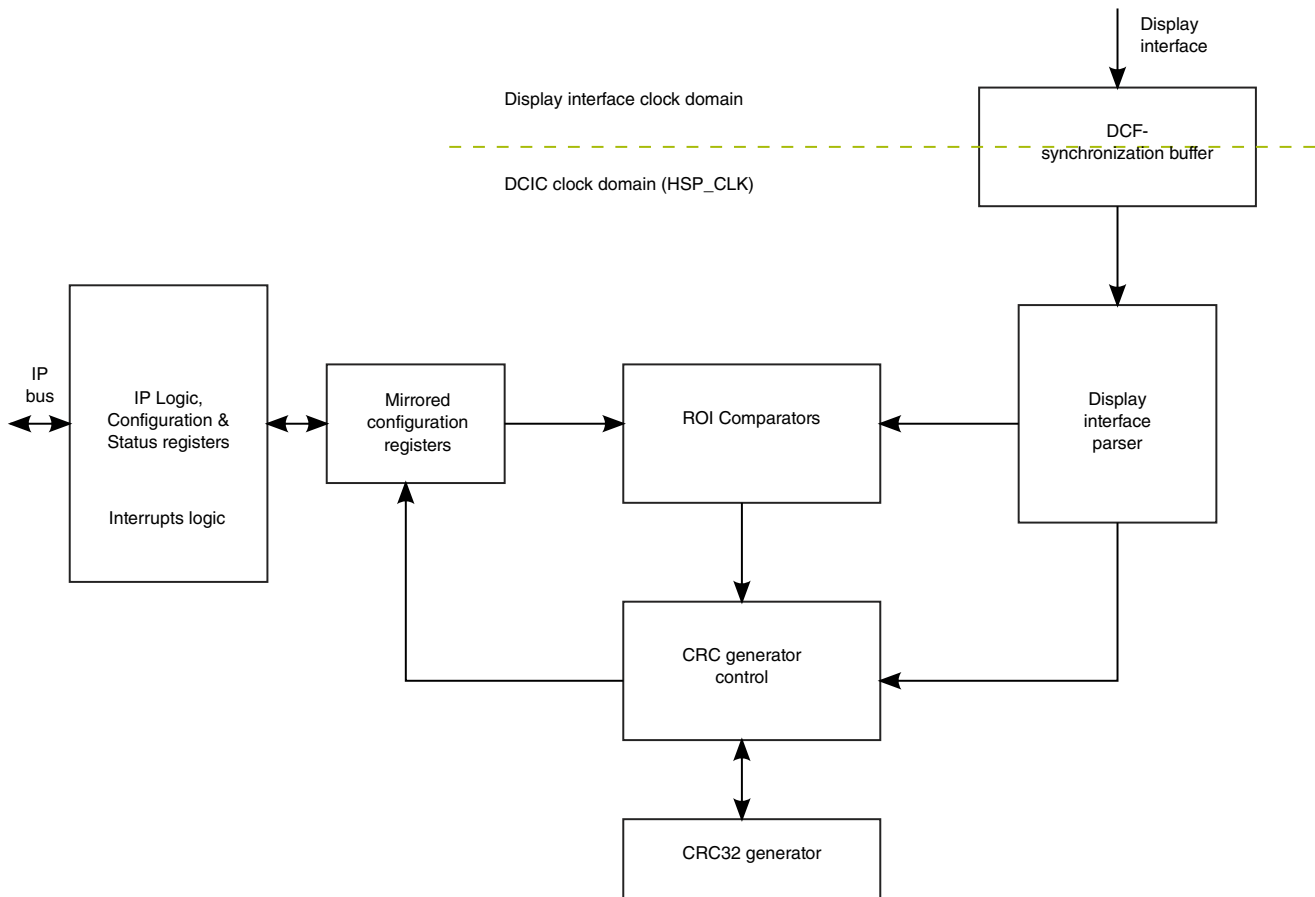 Display
interface
Display interface clock domain
DCF-
synchronization buffer
DCIC clock domain (HSP_CLK)
IP
bus
IP Logic,
Configuration &
Status registers
Interrupts logic
Mirrored
configuration
registers
ROI Comparators
Display
interface
parser
CRC generator
control
CRC32 generator